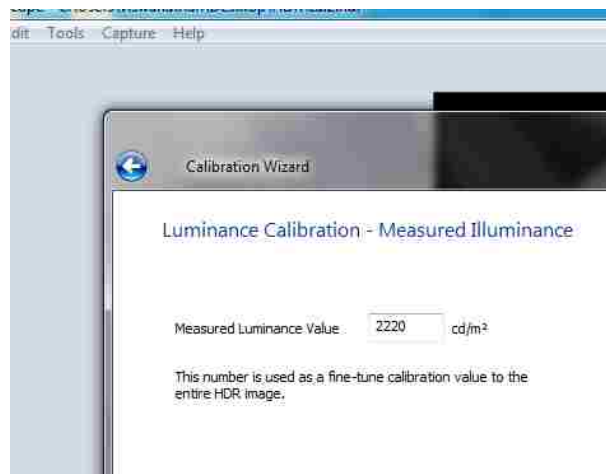 dit Tools Capture Help
Calibration Wizard
Luminance Calibration - Measured Illuminance
Measured Luminance Value 2220 cd/m²
This number is used as a fine-tune calibration value to the
entire HDR image.